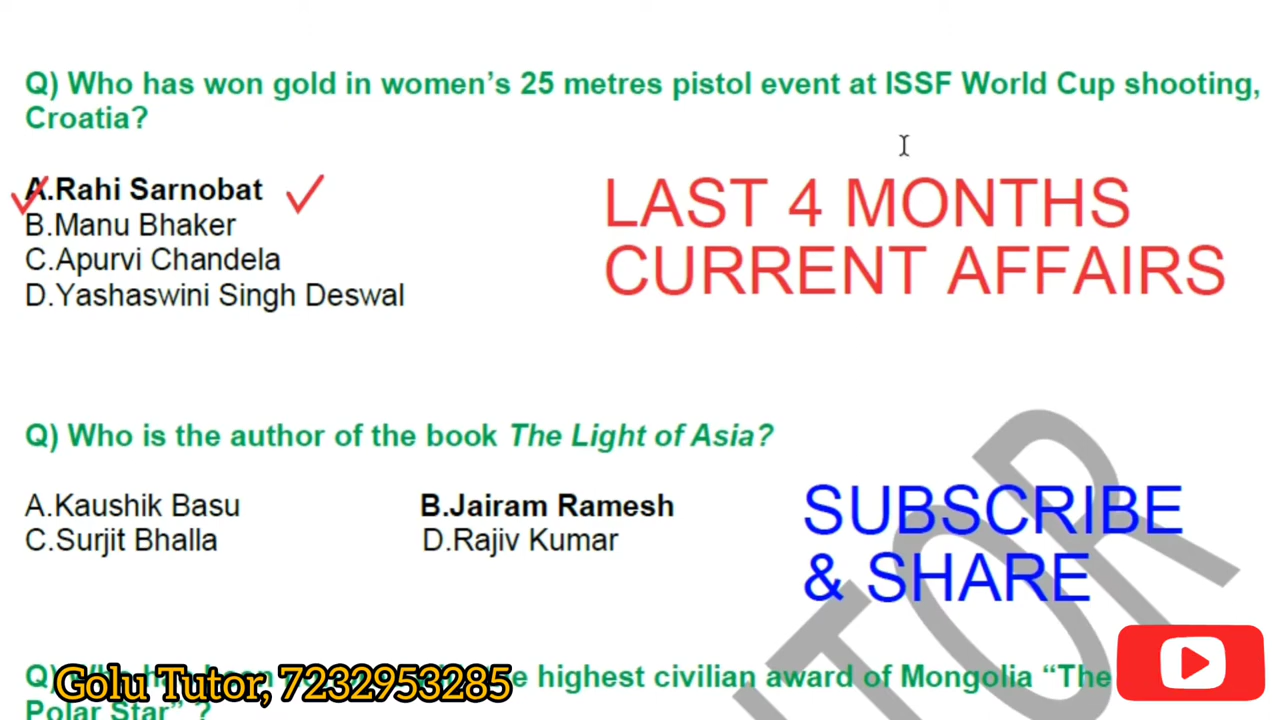 Q) Who has won gold in women's 25 metres pistol event at ISSF World Cup shooting,
Croatia?
A.Rahi Sarnobat
B.Manu Bhaker
C.Apurvi Chandela
D.Yashaswini Singh Deswal
LAST 4 MONTHS
CURRENT AFFAIRS
Q) Who is the author of the book The Light of Asia?
A.Kaushik Basu B.Jairam Ramesh
C.Surjit Bhalla D.Rajiv Kumar
SUBSCRIBE
& SHARE
TOR
Q) highest civilian award of Mongolia “The
Polar Star” ?
Golu Tutor, 7232953285